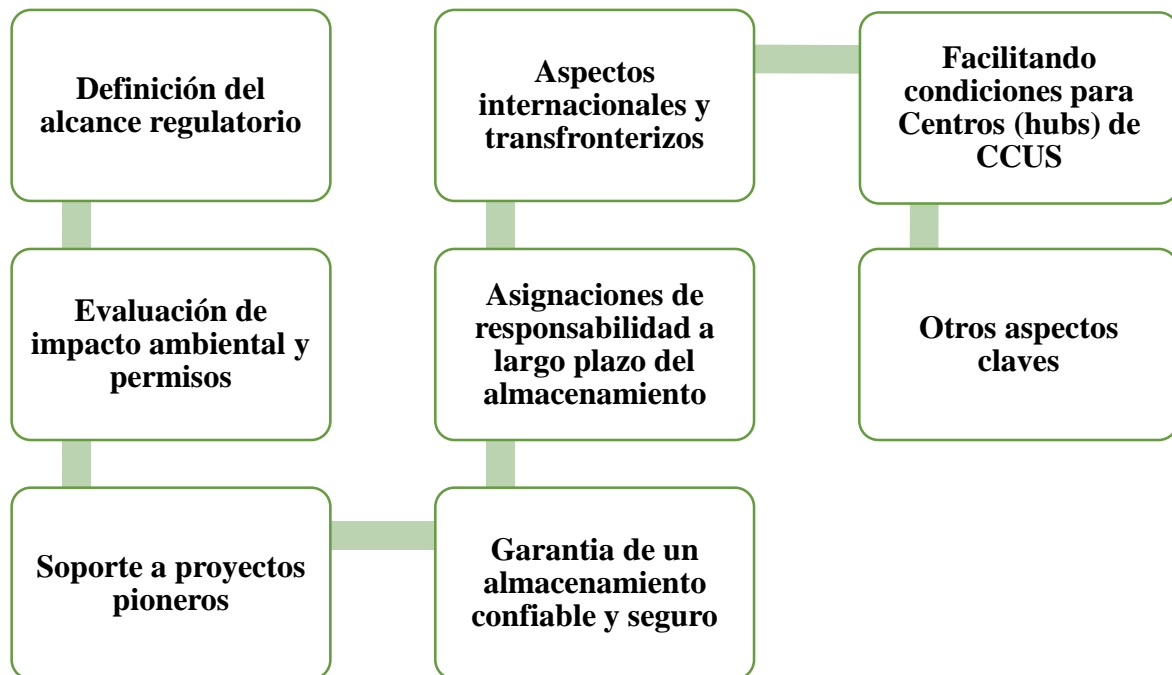 Definición del
alcance regulatorio
Evaluación de
impacto ambiental y
permisos
Soporte a proyectos
pioneros
Garantia de un
almacenamiento
confiable y seguro
Asignaciones de
responsabilidad a
largo plazo del
almacenamiento
Aspectos
internacionales y
transfronterizos
Facilitando
condiciones para
Centros (hubs) de
CCUS
Otros aspectos
claves